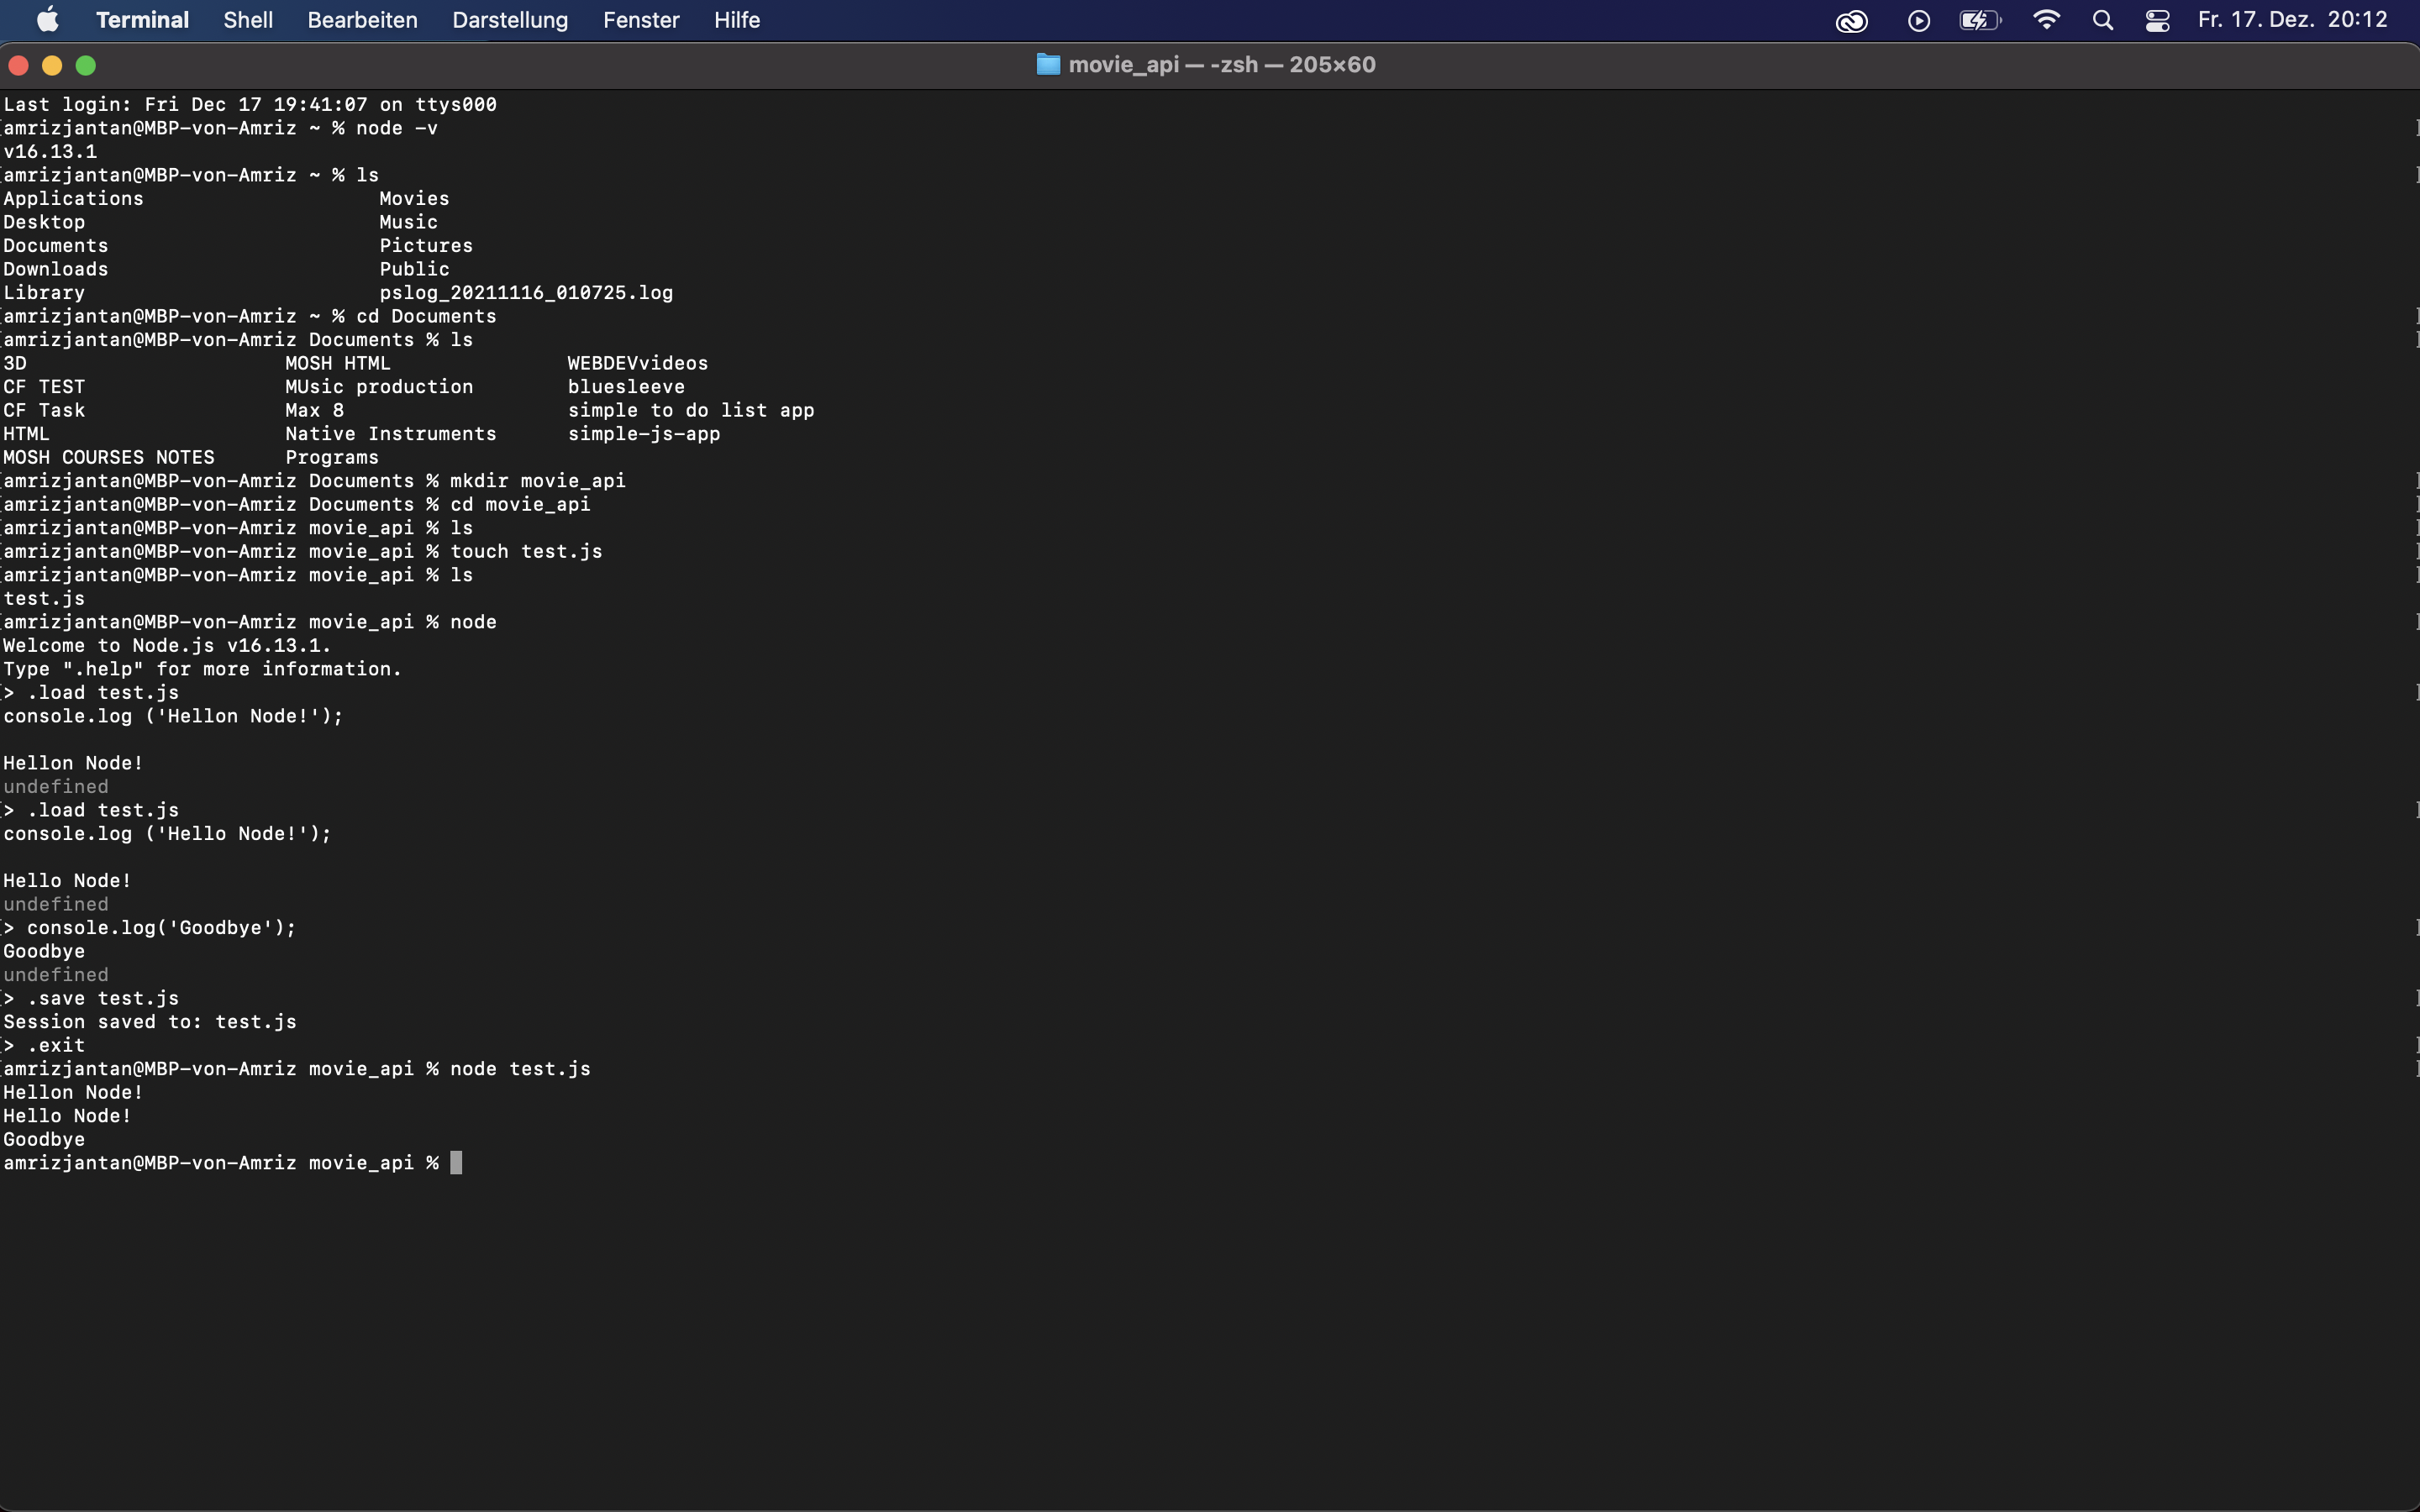 Terminal Shell Bearbeiten Darstellung Fenster Hilfe Fr. 17. Dez. 20:12
movie_api — -zsh — 205×60
Last login: Fri Dec 17 19:41:07 on ttys000
[amrizjantan@MBP-von-Amriz ~ % node -v ]
v16.13.1
[amrizjantan@MBP-von-Amriz ~ % ls ]
Applications Movies
Desktop Music
Documents Pictures
Downloads Public
Library pslog_20211116_010725.log
[amrizjantan@MBP-von-Amriz ~ % cd Documents ]
[amrizjantan@MBP-von-Amriz Documents % ls ]
3D MOSH HTML WEBDEVvideos
CF TEST MUsic production bluesleeve
CF Task Max 8 simple to do list app
HTML Native Instruments simple-js-app
MOSH COURSES NOTES Programs
[amrizjantan@MBP-von-Amriz Documents % mkdir movie_api ]
[amrizjantan@MBP-von-Amriz Documents % cd movie_api ]
[amrizjantan@MBP-von-Amriz movie_api % ls ]
[amrizjantan@MBP-von-Amriz movie_api % touch test.js ]
[amrizjantan@MBP-von-Amriz movie_api % ls ]
test.js
[amrizjantan@MBP-von-Amriz movie_api % node ]
Welcome to Node.js v16.13.1.
Type ".help" for more information.
[> .load test.js ]
console.log ('Hellon Node!');
Hellon Node!
undefined
[> .load test.js ]
console.log ('Hello Node!');
Hello Node!
undefined
[> console.log('Goodbye'); ]
Goodbye
undefined
[> .save test.js ]
Session saved to: test.js
[> .exit ]
[amrizjantan@MBP-von-Amriz movie_api % node test.js ]
Hellon Node!
Hello Node!
Goodbye
amrizjantan@MBP-von-Amriz movie_api %